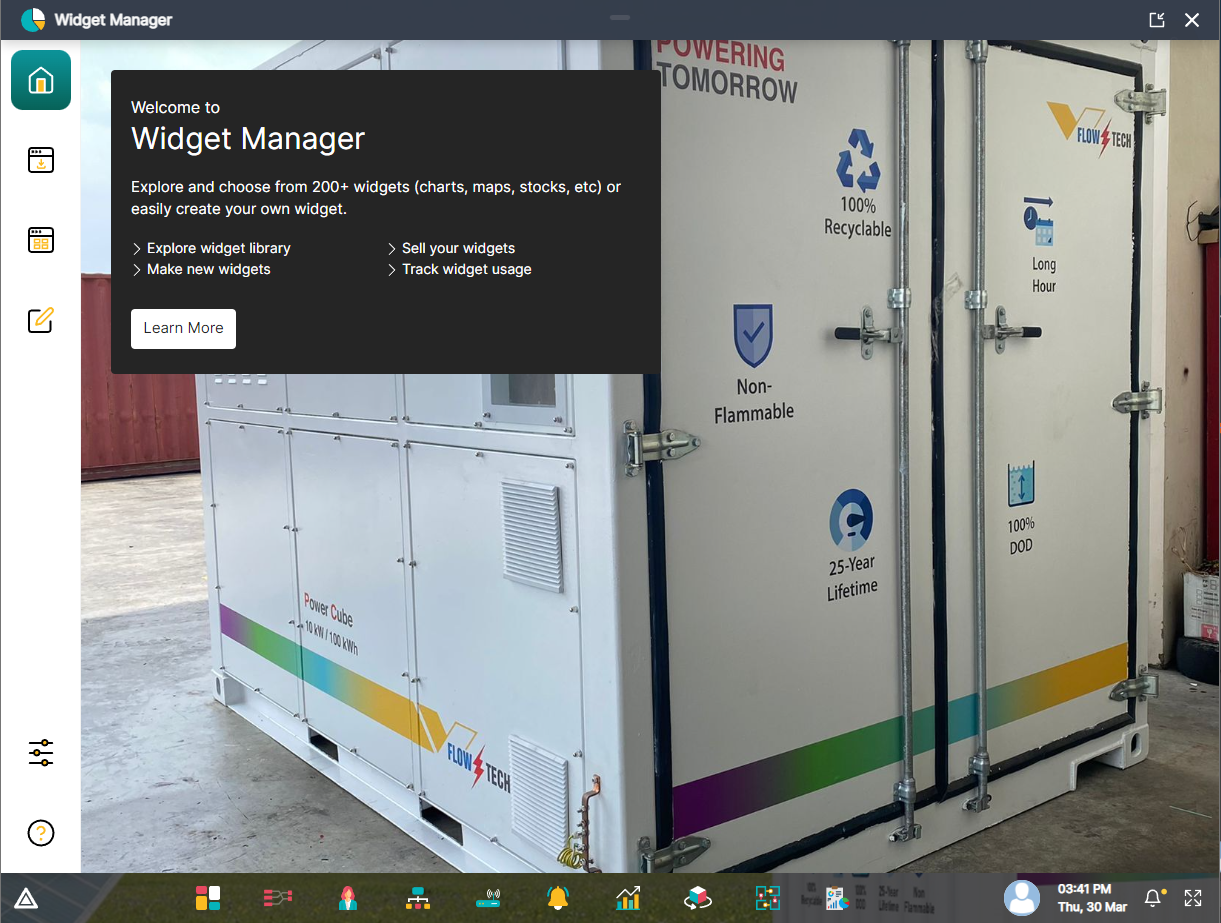 Widget Manager
Welcome to
Widget Manager
Explore and choose from 200+ widgets (charts, maps, stocks, etc) or
easily create your own widget.
Explore widget library
Sell your widgets
Make new widgets
Track widget usage
Learn More
POWERING
TOMORROW
FLOW TECH
100%
Recyclable
Long
Hour
Non-
Flammable
100%
DOD
25-Year
Lifetime
Power Cube
10 kW / 100 kWh
FLOW TECH
?
03:41 PM
Thu, 30 Mar